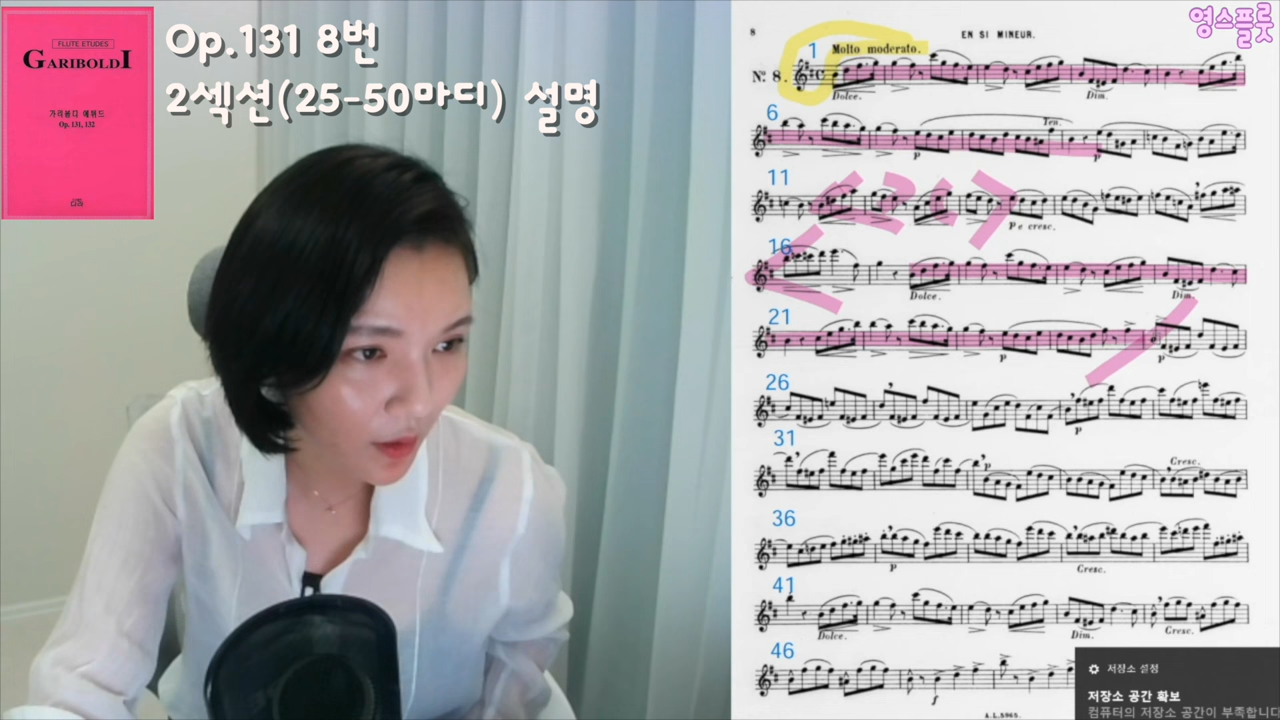 FLUTE ETUDES
GARIBOLDI
가리볼디 에튀드
Op. 131, 132
Op.131 8번
2섹션(25-50마디) 설명
영스플룻
8
EN SI MINEUR.
1
Molto moderato.
Nº 8.
Dolce.
Dim.
6
Ten.
p
p
11
p e cresc.
16
Dolce.
Dim.
21
p
p
26
p
31
p
Cresc.
36
p
Cresc.
41
Dolce.
Dim.
Cresc.
46
f
저장소 설정
저장소 공간 확보
컴퓨터의 저장소 공간이 부족합니다